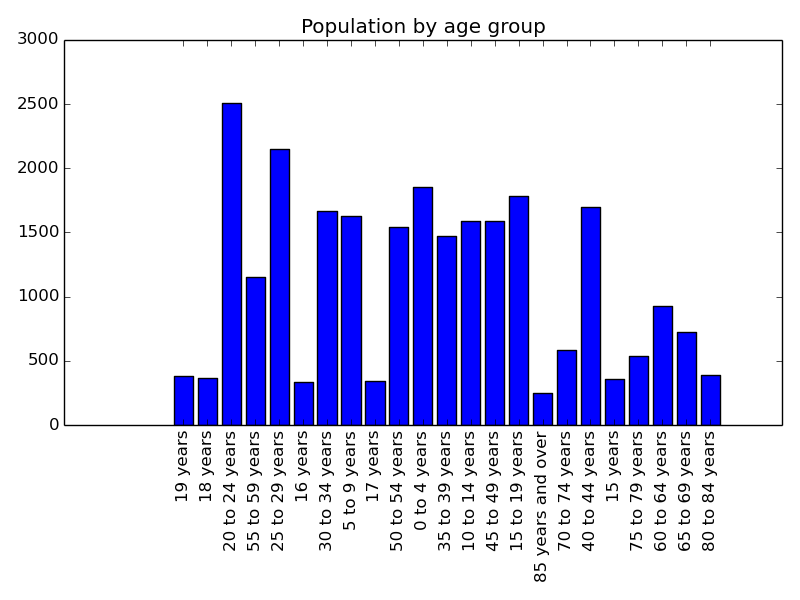 Population by age group
3000
2500
2000
1500
1000
500
0
19 years
18 years
20 to 24 years
55 to 59 years
25 to 29 years
16 years
30 to 34 years
5 to 9 years
17 years
50 to 54 years
0 to 4 years
35 to 39 years
10 to 14 years
45 to 49 years
15 to 19 years
85 years and over
70 to 74 years
40 to 44 years
15 years
75 to 79 years
60 to 64 years
65 to 69 years
80 to 84 years